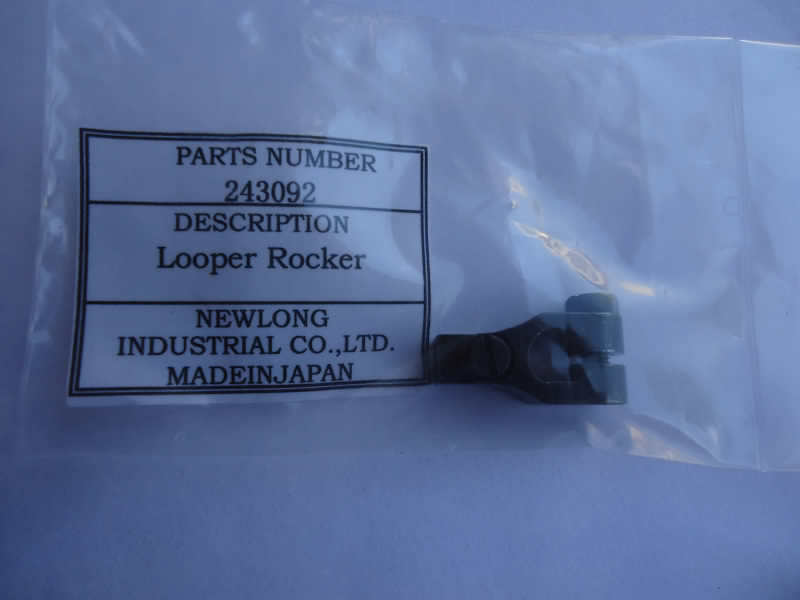 PARTS NUMBER
243092
DESCRIPTION
Looper Rocker
NEWLONG
INDUSTRIAL CO.,LTD.
MADEINJAPAN